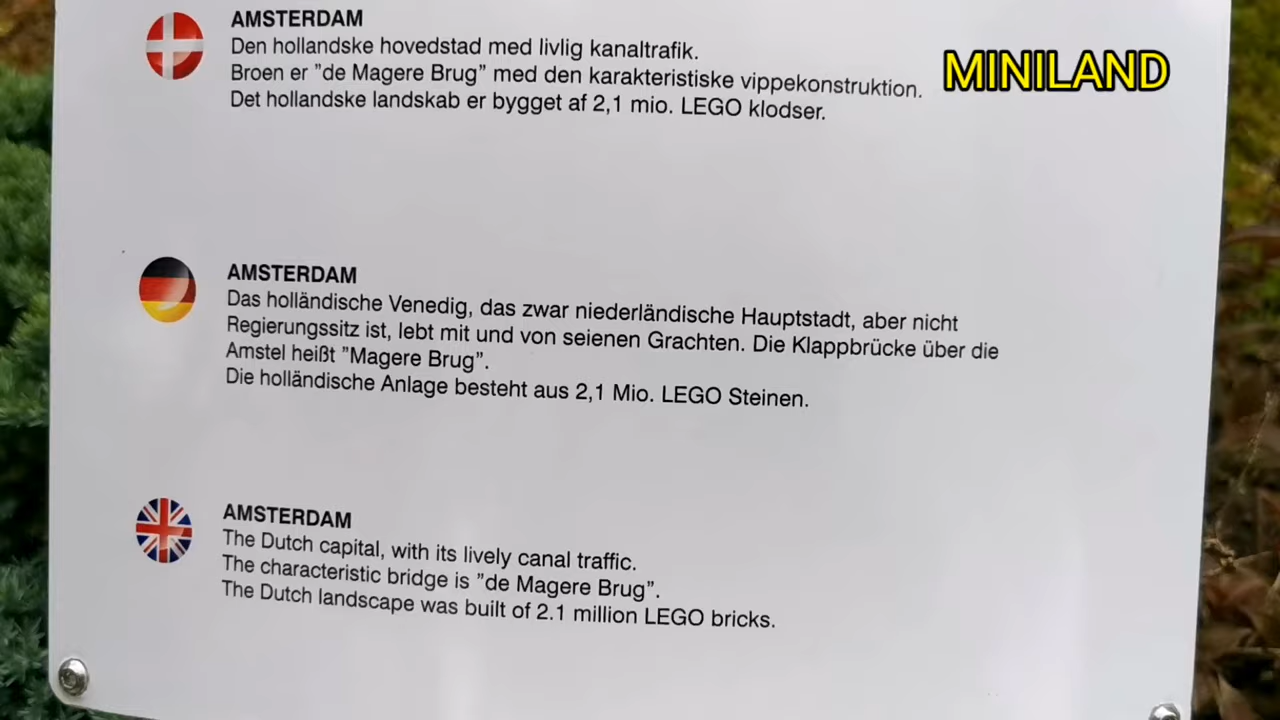 AMSTERDAM
Den hollandske hovedstad med livlig kanaltrafik.
Broen er ”de Magere Brug” med den karakteristiske vippekonstruktion.
Det hollandske landskab er bygget af 2,1 mio. LEGO klodser.
MINILAND
AMSTERDAM
Das holländische Venedig, das zwar niederländische Hauptstadt, aber nicht
Regierungssitz ist, lebt mit und von seienen Grachten. Die Klappbrücke über die
Amstel heißt ”Magere Brug”.
Die holländische Anlage besteht aus 2,1 Mio. LEGO Steinen.
AMSTERDAM
The Dutch capital, with its lively canal traffic.
The characteristic bridge is ”de Magere Brug”.
The Dutch landscape was built of 2.1 million LEGO bricks.